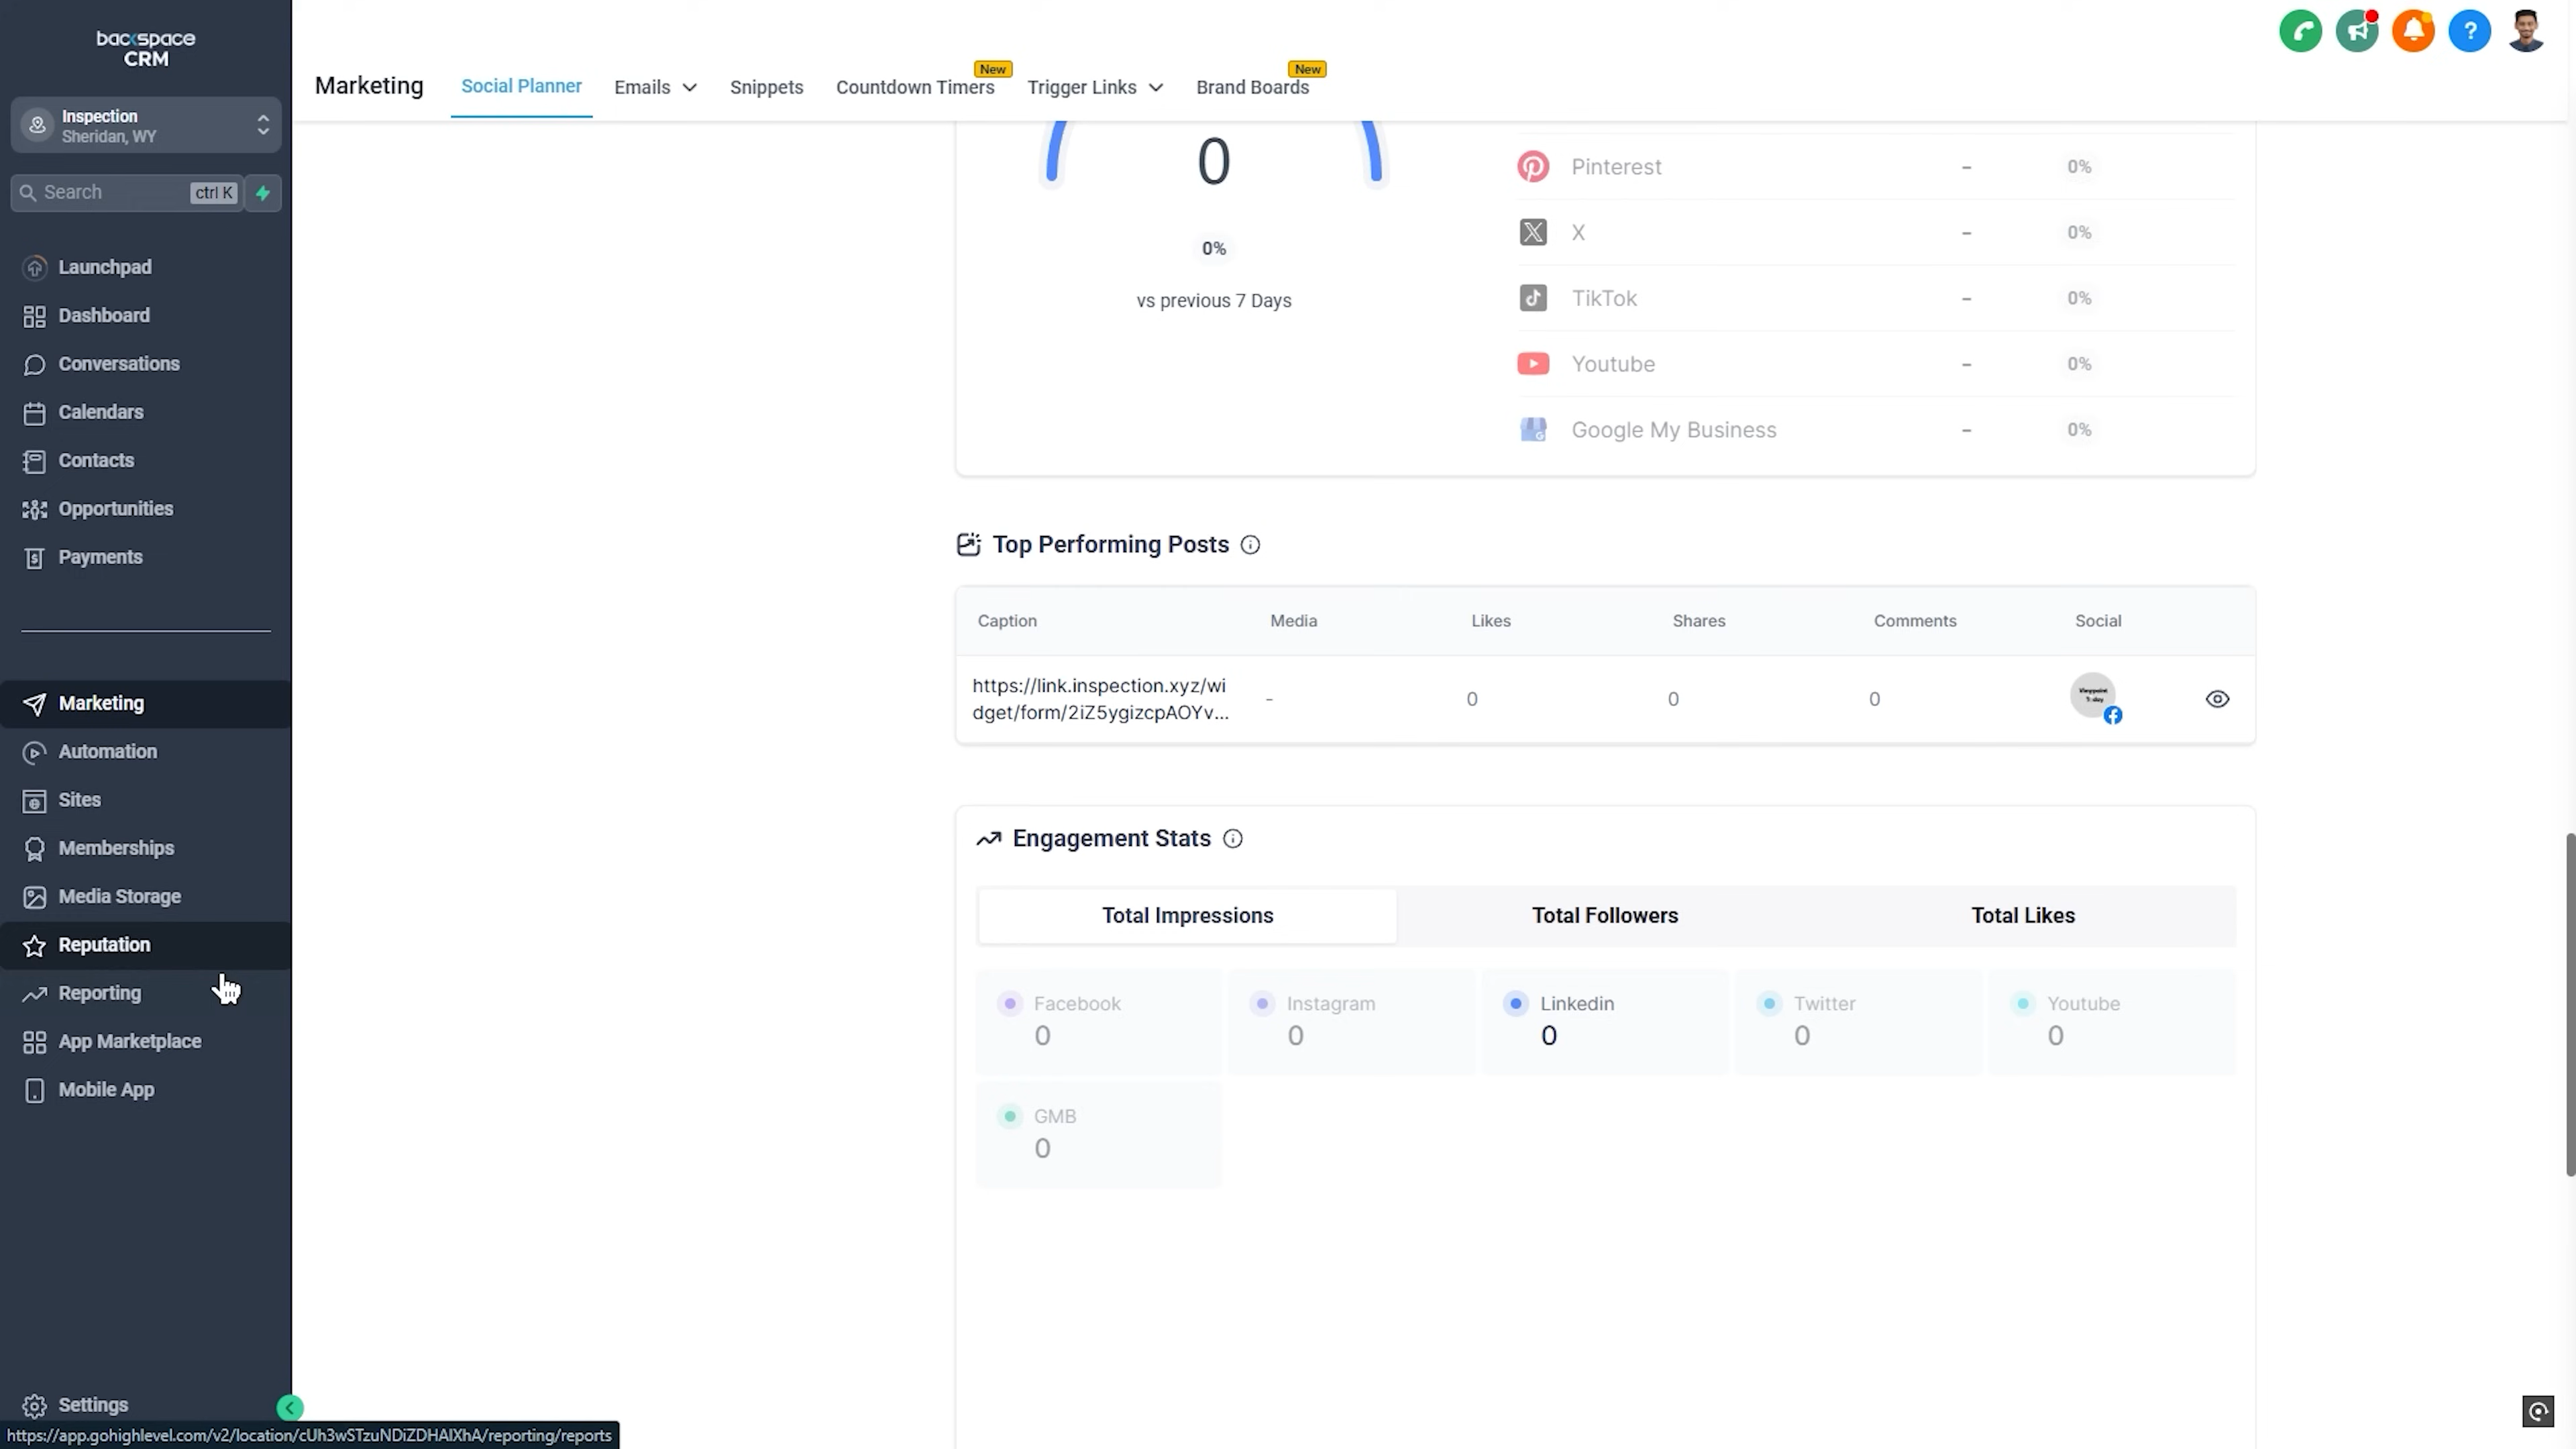 backspace
CRM
Inspection
Sheridan, WY
Search
ctrl K
Launchpad
Dashboard
Conversations
Calendars
Contacts
Opportunities
Payments
Marketing
Automation
Sites
Memberships
Media Storage
Reputation
Reporting
App Marketplace
Mobile App
Settings
https://app.gohighlevel.com/v2/location/cUh3wSTzuNDiZDHAlXhA/reporting/reports
Marketing
Social Planner
Emails
Snippets
Countdown Timers
New
Trigger Links
Brand Boards
New
?
0
0%
vs previous 7 Days
Pinterest - 0%
X - 0%
TikTok - 0%
Youtube - 0%
Google My Business - 0%
Top Performing Posts
Caption Media Likes Shares Comments Social
https://link.inspection.xyz/wi
dget/form/2iZ5ygizcpAOYv...
- 0 0 0
Viewpoint
Today
Engagement Stats
Total Impressions
Total Followers
Total Likes
Facebook
0
Instagram
0
Linkedin
0
Twitter
0
Youtube
0
GMB
0